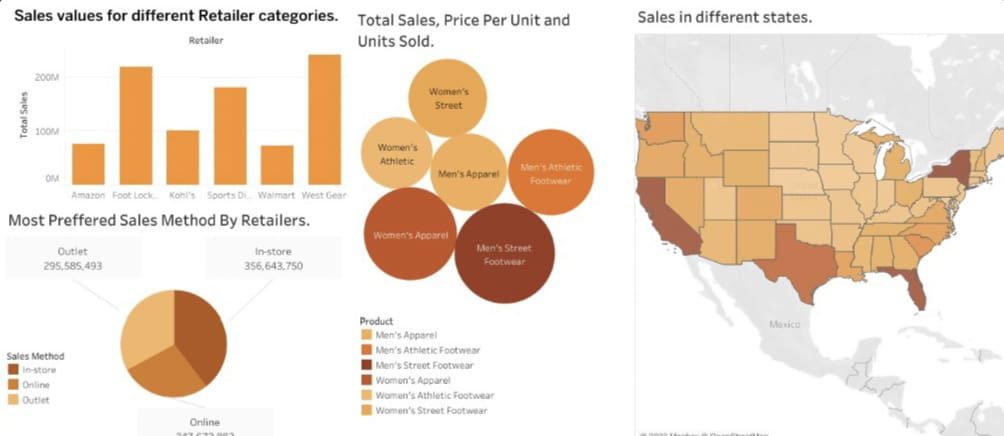 Sales values for different Retailer categories.
Retailer
Total Sales
200M
100M
0M
Amazon
Foot Lock..
Kohl's
Sports Di..
Walmart
West Gear
Most Preffered Sales Method By Retailers.
Outlet
295,585,493
In-store
356,643,750
Sales Method
In-store
Online
Outlet
Online
Total Sales, Price Per Unit and
Units Sold.
Women's
Street
Women's
Athletic
Men's Apparel
Men's Athletic
Footwear
Women's Apparel
Men's Street
Footwear
Product
Men's Apparel
Men's Athletic Footwear
Men's Street Footwear
Women's Apparel
Women's Athletic Footwear
Women's Street Footwear
Sales in different states.
Mexico